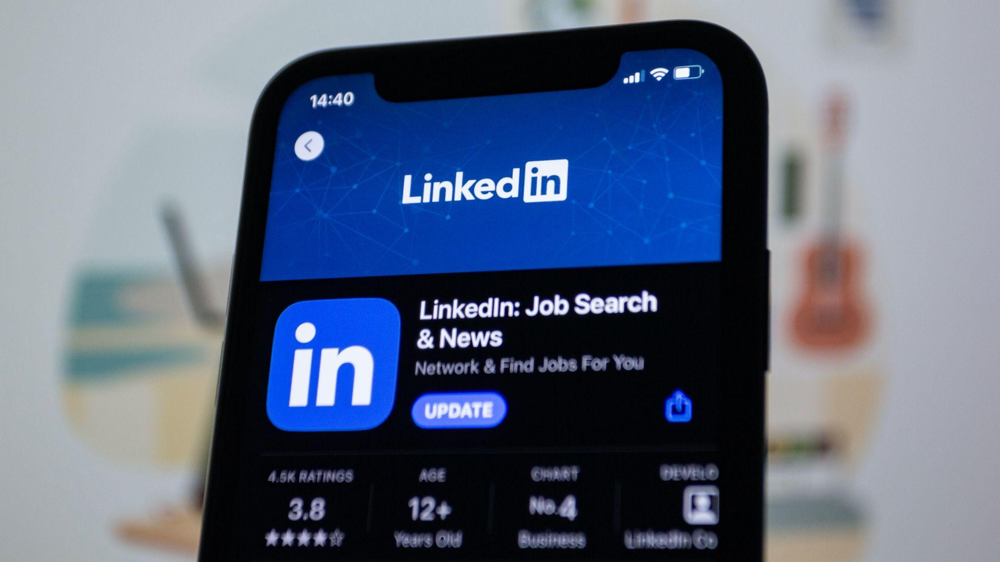 14:40
Linkedin
in
LinkedIn: Job Search
& News
Network & Find Jobs For You
UPDATE
4.5K RATINGS
AGE
CHART
DEVELO
3.8
12+
No.4
Years Old
Business
LinkedIn Co